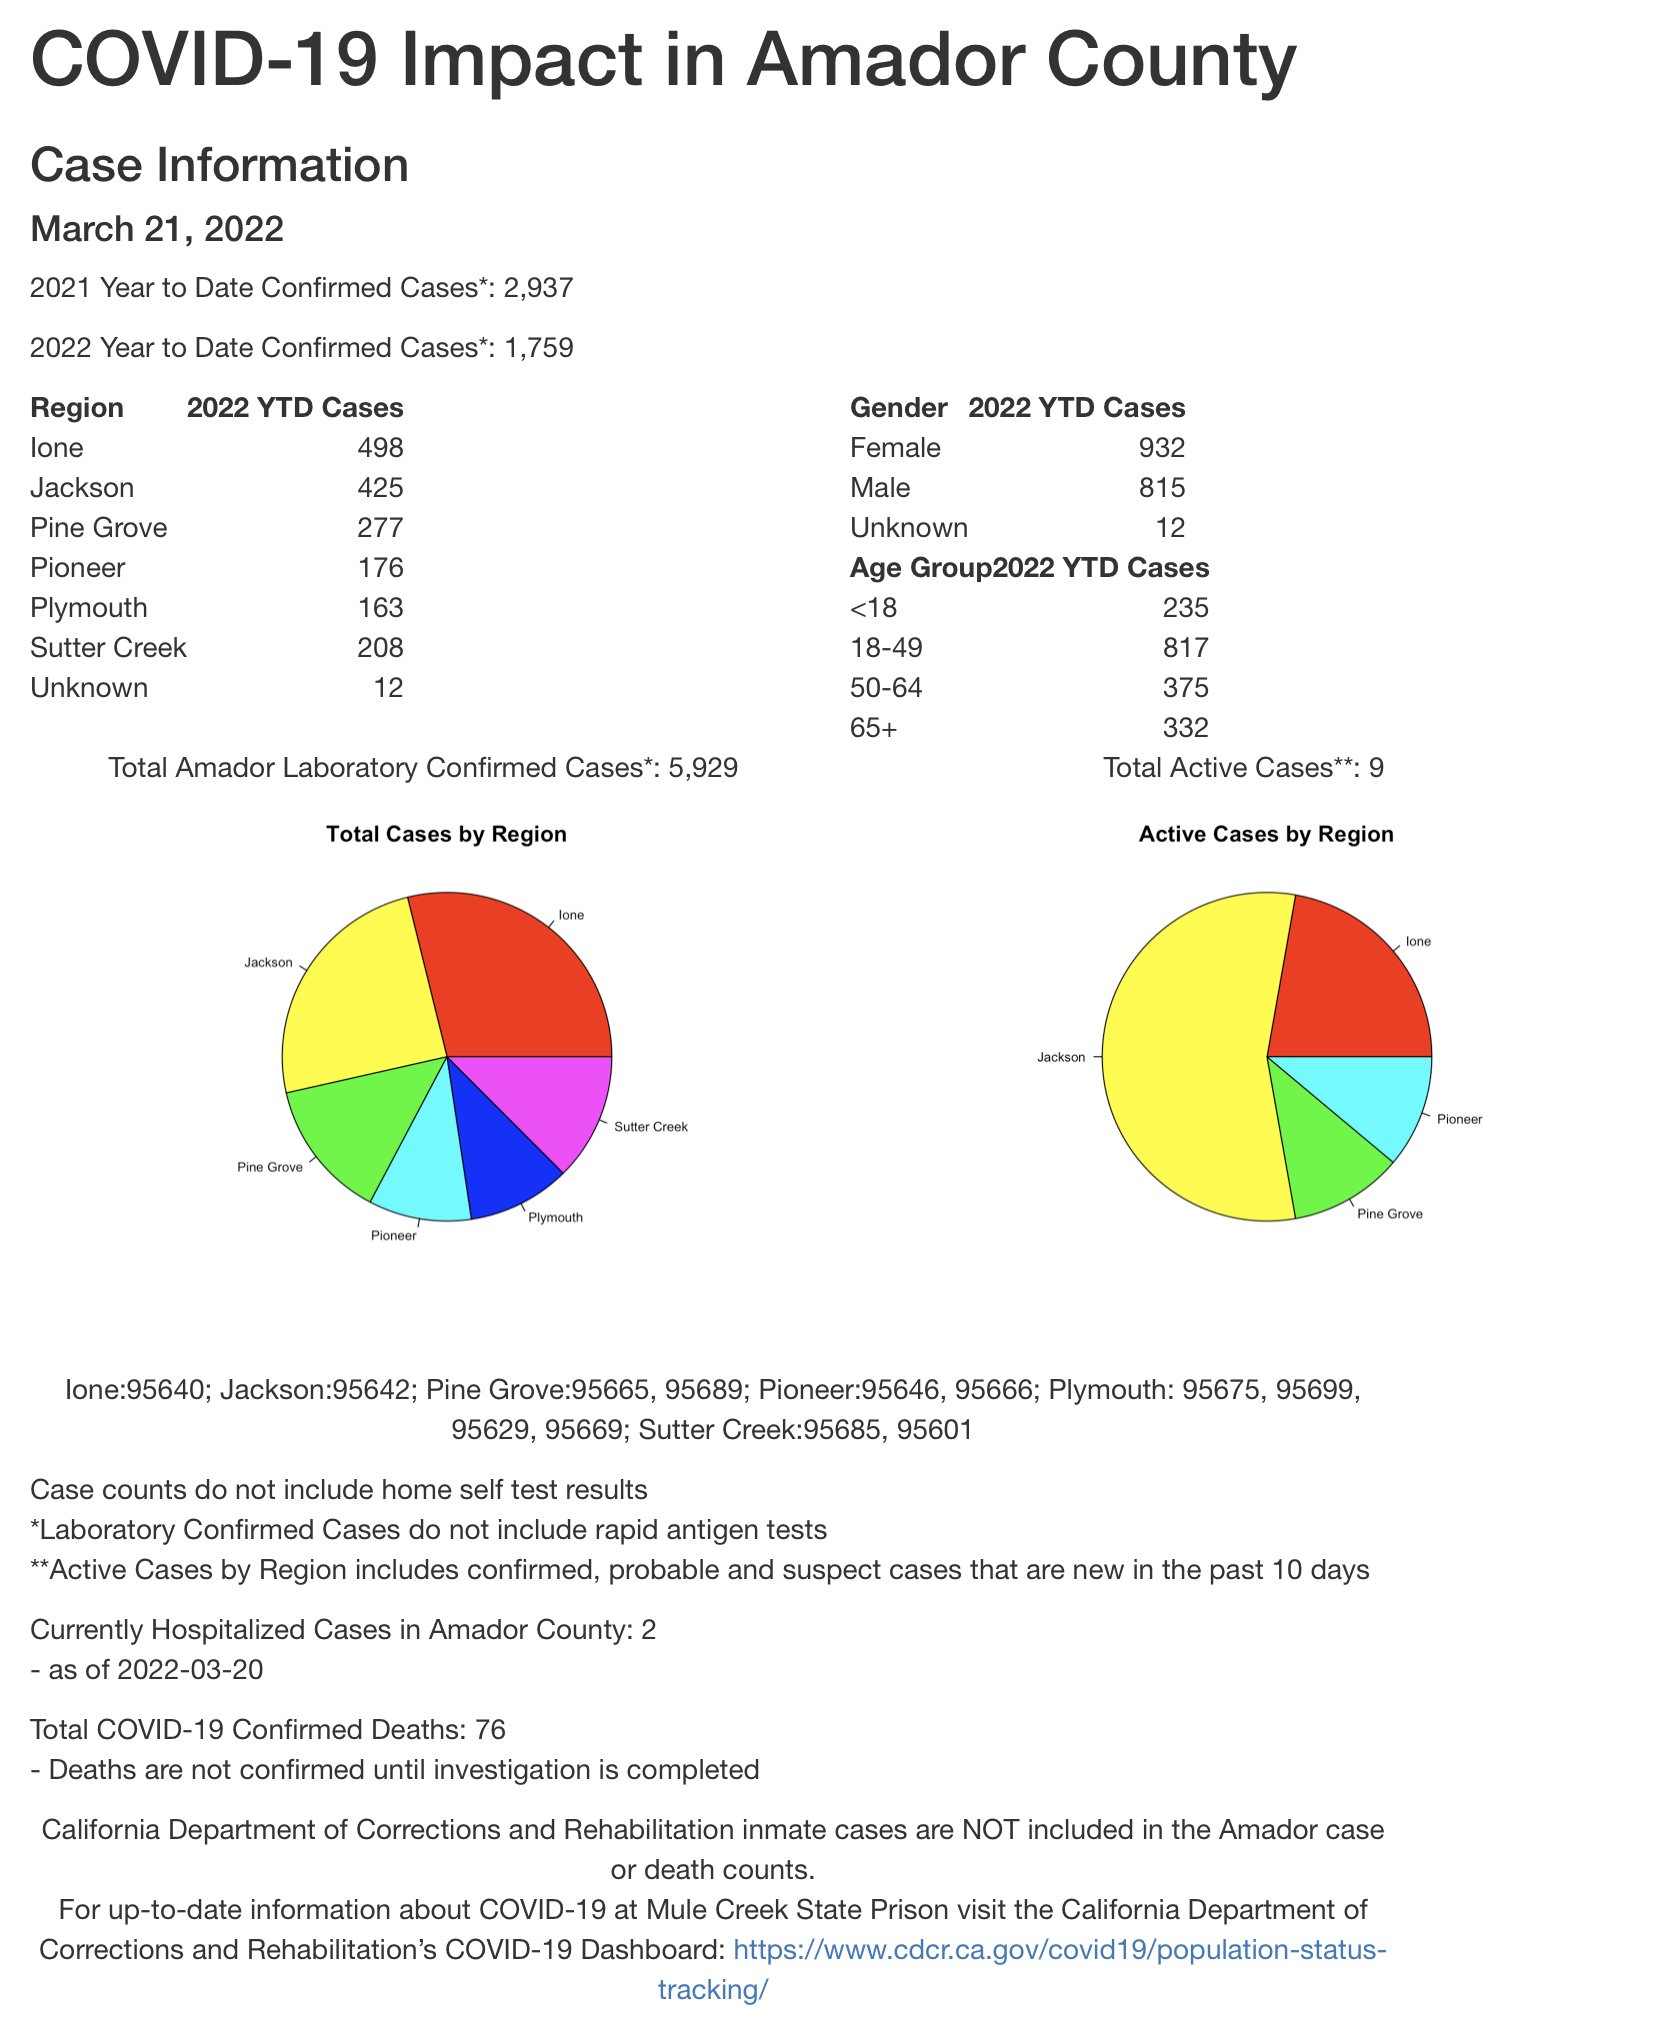 COVID-19 Impact in Amador County
Case Information
March 21, 2022
2021 Year to Date Confirmed Cases*: 2,937
2022 Year to Date Confirmed Cases*: 1,759
Region 2022 YTD Cases
Ione 498
Jackson 425
Pine Grove 277
Pioneer 176
Plymouth 163
Sutter Creek 208
Unknown 12
Gender 2022 YTD Cases
Female 932
Male 815
Unknown 12
Age Group2022 YTD Cases
<18 235
18-49 817
50-64 375
65+ 332
Total Amador Laboratory Confirmed Cases*: 5,929
Total Active Cases**: 9
Total Cases by Region
Ione
Jackson
Pine Grove
Pioneer
Plymouth
Sutter Creek
Active Cases by Region
Ione
Jackson
Pine Grove
Pioneer
Ione:95640; Jackson:95642; Pine Grove:95665, 95689; Pioneer:95646, 95666; Plymouth: 95675, 95699,
95629, 95669; Sutter Creek:95685, 95601
Case counts do not include home self test results
*Laboratory Confirmed Cases do not include rapid antigen tests
**Active Cases by Region includes confirmed, probable and suspect cases that are new in the past 10 days
Currently Hospitalized Cases in Amador County: 2
- as of 2022-03-20
Total COVID-19 Confirmed Deaths: 76
- Deaths are not confirmed until investigation is completed
California Department of Corrections and Rehabilitation inmate cases are NOT included in the Amador case
or death counts.
For up-to-date information about COVID-19 at Mule Creek State Prison visit the California Department of
Corrections and Rehabilitation’s COVID-19 Dashboard: https://www.cdcr.ca.gov/covid19/population-status-
tracking/